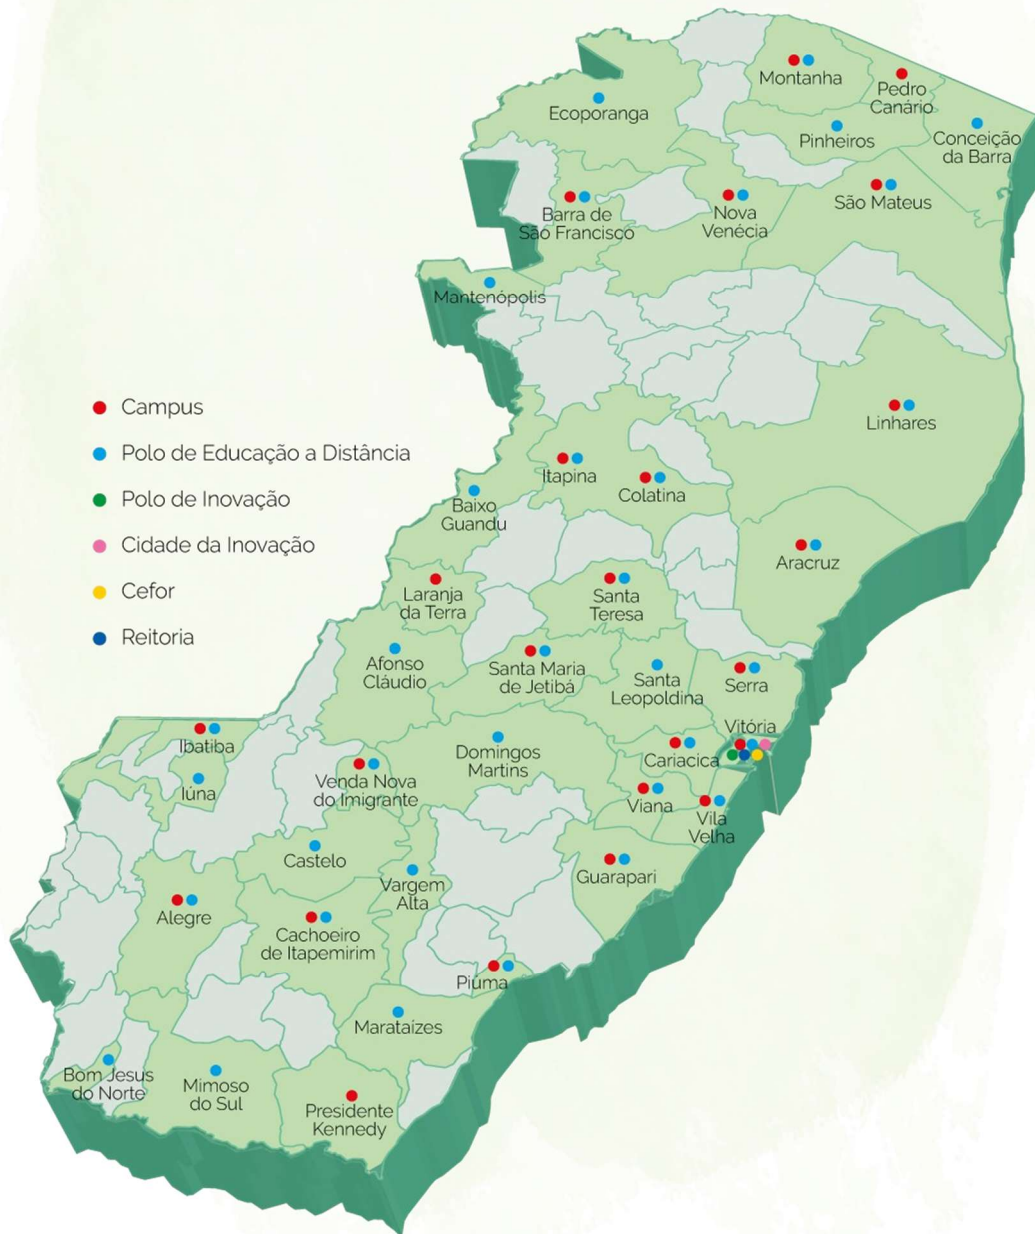 Montanha
Pedro
Canário
Ecoporanga
Pinheiros
Conceição
da Barra
São Mateus
Barra de
São Francisco
Nova
Venécia
Mantenópolis
Campus
Polo de Educação a Distância
Polo de Inovação
Cidade da Inovação
Cefor
Reitoria
Linhares
Itapina
Colatina
Baixo
Guandu
Aracruz
Laranja
da Terra
Santa
Teresa
Afonso
Cláudio
Santa Maria
de Jetibá
Santa
Leopoldina
Serra
Vitória
Ibatiba
Iúna
Venda Nova
do Imigrante
Domingos
Martins
Cariacica
Viana
Vila
Velha
Castelo
Vargem
Alta
Guarapari
Alegre
Cachoeiro
de Itapemirim
Piúma
Marataízes
Bom Jesus
do Norte
Mimoso
do Sul
Presidente
Kennedy